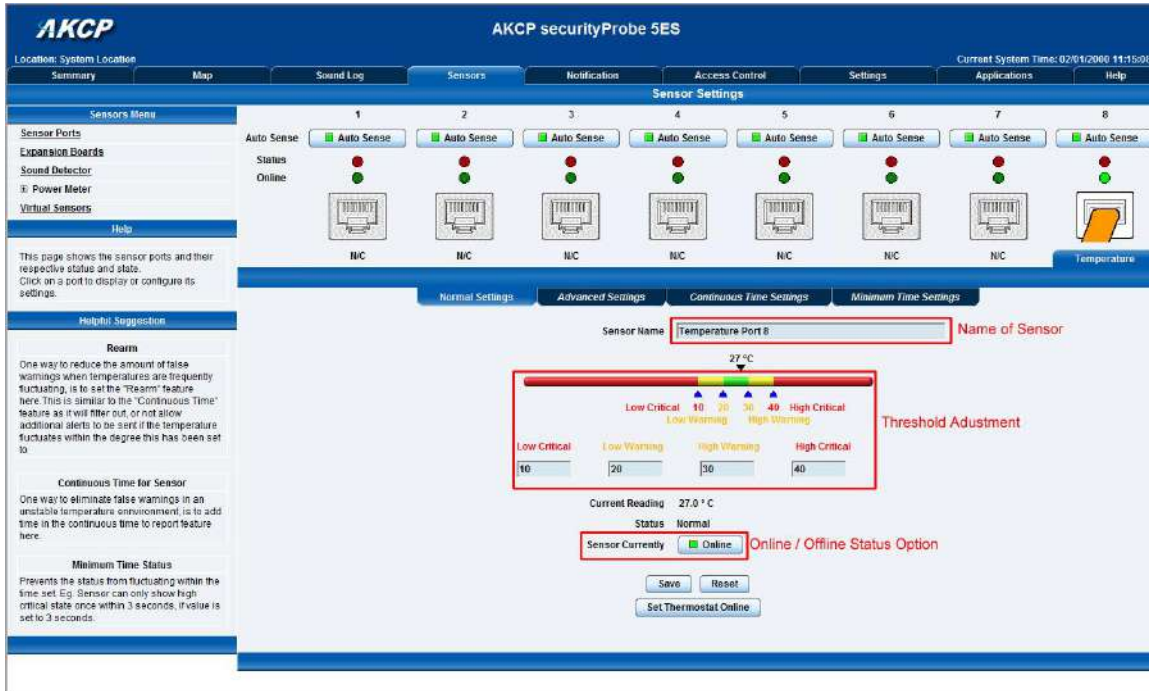 AKCP
AKCP securityProbe 5ES
Location: System Location
Current System Time: 02/01/2000 11:15:08
Summary Map Sound Log Sensors Notification Access Control Settings Applications Help
Sensor Settings
Sensors Menu
Sensor Ports
Expansion Boards
Sound Detector
Power Meter
Virtual Sensors
Help
This page shows the sensor ports and their
respective status and state.
Click on a port to display or configure its
settings.
Helpful Suggestion
Rearm
One way to reduce the amount of false
warnings when temperatures are frequently
fluctuating, is to set the "Rearm" feature
here.This is similar to the "Continuous Time"
feature as it will filter out, or not allow
additional alerts to be sent if the temperature
fluctuates within the degree this has been set
to
Continuous Time for Sensor
One way to eliminate false warnings in an
unstable temperature ennvironment, is to add
time in the continuous time to report feature
here.
Minimum Time Status
Prevents the status from fluctuating within the
time set. Eg. Sensor can only show high
critical state once within 3 seconds, if value is
set to 3 seconds.
1 2 3 4 5 6 7 8
Auto Sense Auto Sense Auto Sense Auto Sense Auto Sense Auto Sense Auto Sense Auto Sense Auto Sense
Status
Online
N/C N/C N/C N/C N/C N/C N/C Temperature
Normal Settings Advanced Settings Continuous Time Settings Minimum Time Settings
Sensor Name Temperature Port 8 Name of Sensor
27 °C
Low Critical 10 20 30 40 High Critical
Low Warning High Warning
Threshold Adustment
Low Critical Low Warning High Warning High Critical
10 20 30 40
Current Reading 27.0 ° C
Status Normal
Sensor Currently Online Online / Offline Status Option
Save Reset
Set Thermostat Online